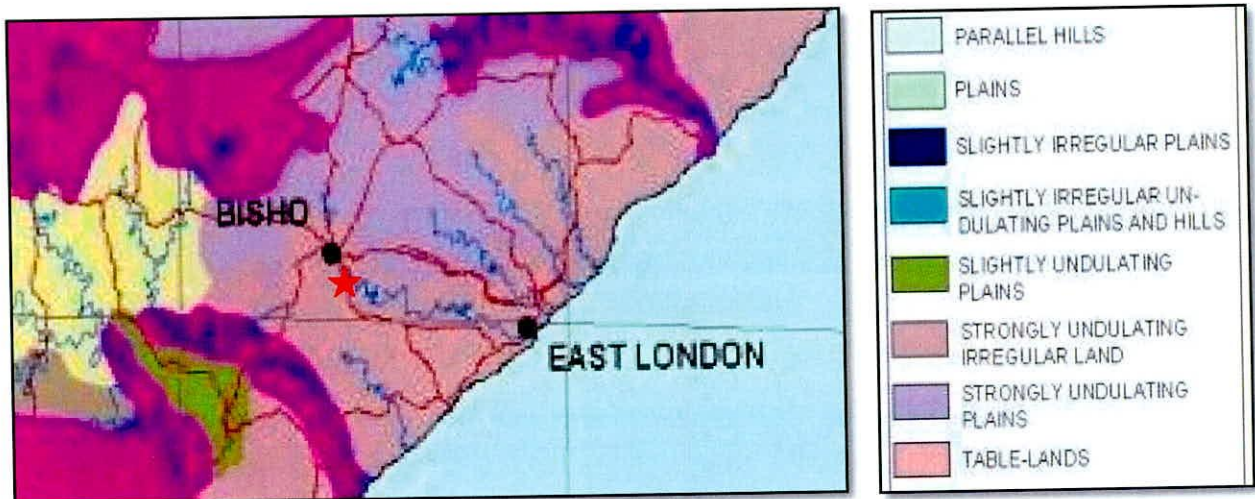 BISHO
EAST LONDON
PARALLEL HILLS
PLAINS
SLIGHTLY IRREGULAR PLAINS
SLIGHTLY IRREGULAR UN-
DULATING PLAINS AND HILLS
SLIGHTLY UNDULATING
PLAINS
STRONGLY UNDULATING
IRREGULAR LAND
STRONGLY UNDULATING
PLAINS
TABLE-LANDS